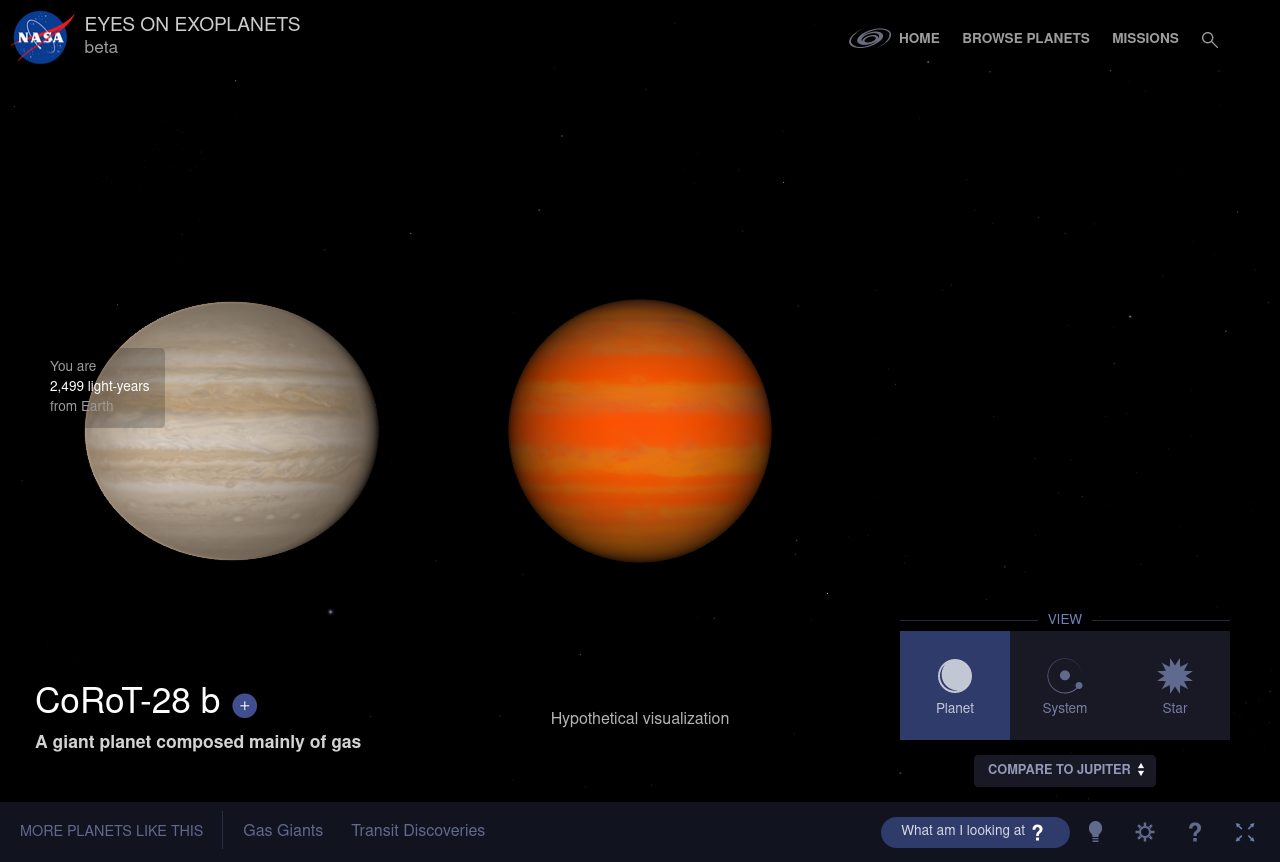 NASA
EYES ON EXOPLANETS
beta
HOME
BROWSE PLANETS
MISSIONS
You are
2,499 light-years
from Earth
VIEW
Planet
System
Star
CoRoT-28 b +
A giant planet composed mainly of gas
Hypothetical visualization
COMPARE TO JUPITER
MORE PLANETS LIKE THIS
Gas Giants
Transit Discoveries
What am I looking at ?
?